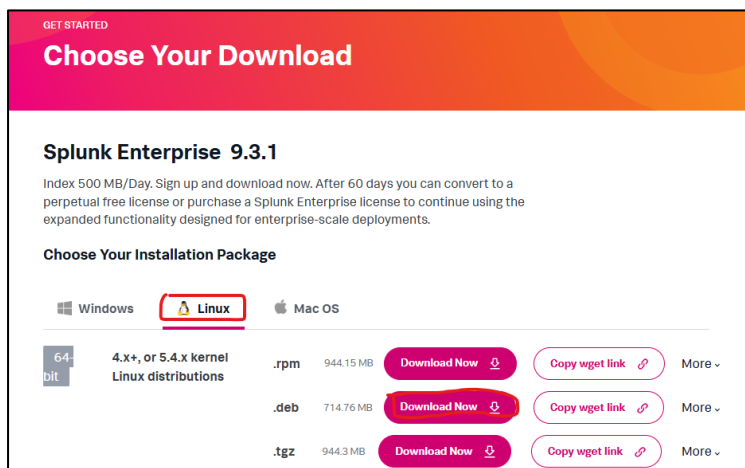 GET STARTED
Choose Your Download
Splunk Enterprise 9.3.1
Index 500 MB/Day. Sign up and download now. After 60 days you can convert to a
perpetual free license or purchase a Splunk Enterprise license to continue using the
expanded functionality designed for enterprise-scale deployments.
Choose Your Installation Package
Windows Linux Mac OS
64-
bit
4.x+, or 5.4.x kernel
Linux distributions
.rpm 944.15 MB Download Now Copy wget link More
.deb 714.76 MB Download Now Copy wget link More
.tgz 944.3 MB Download Now Copy wget link More